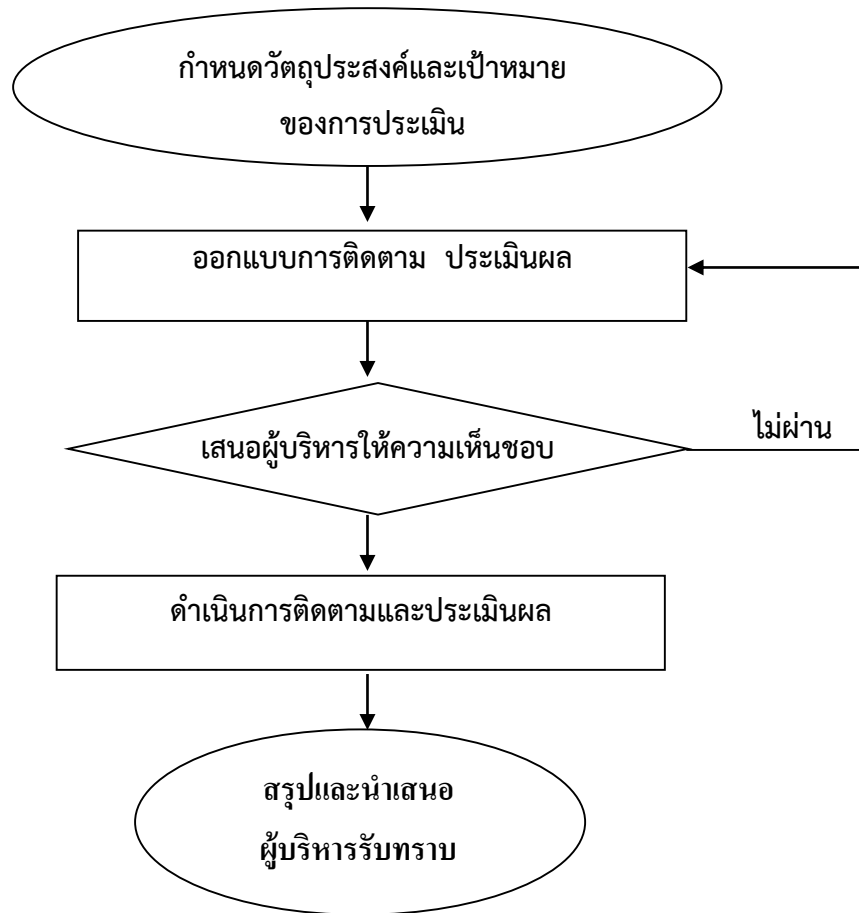 กำหนดวัตถุประสงค์และเป้าหมาย
ของการประเมิน
ออกแบบการติดตาม ประเมินผล
เสนอผู้บริหารให้ความเห็นชอบ
ไม่ผ่าน
ดำเนินการติดตามและประเมินผล
สรุปและนำเสนอ
ผู้บริหารรับทราบ